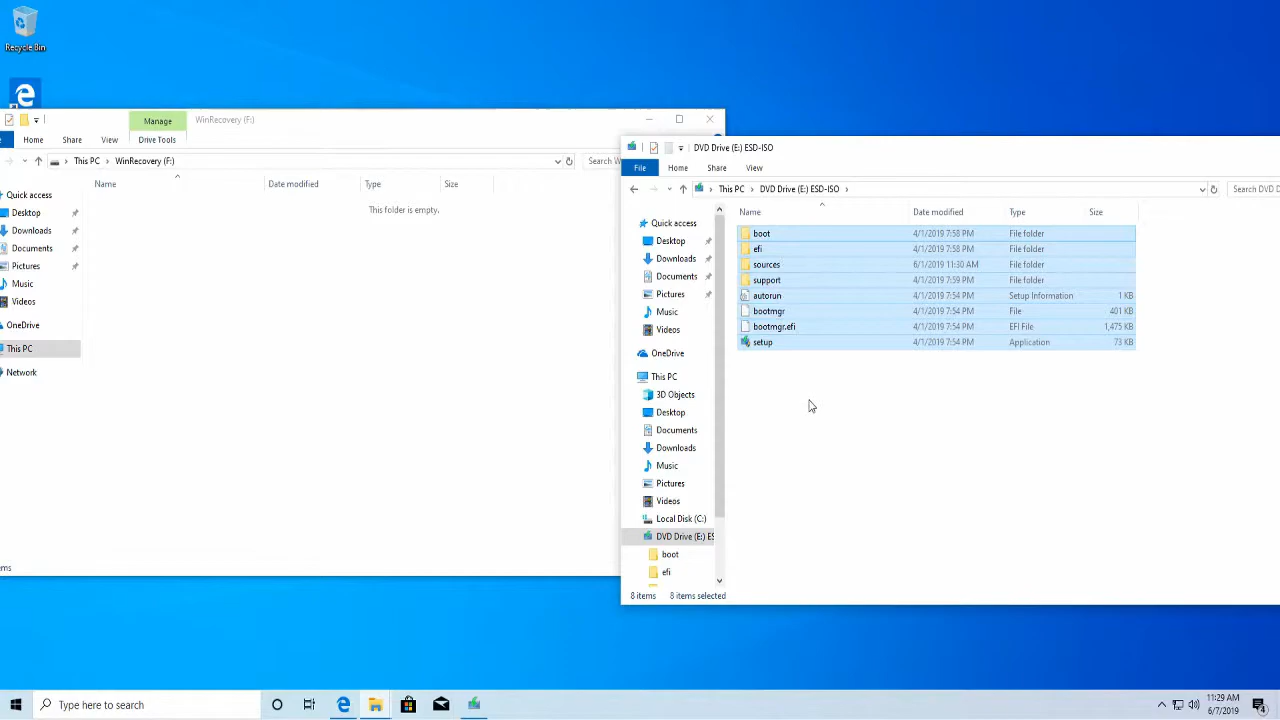 Recycle Bin
Manage
WinRecovery (F:)
Home
Share
View
Drive Tools
This PC
WinRecovery (F:)
Search W
Name
Date modified
Type
Size
This folder is empty.
Quick access
Desktop
Downloads
Documents
Pictures
Music
Videos
OneDrive
This PC
Network
ems
DVD Drive (E:) ESD-ISO
File
Home
Share
View
This PC
DVD Drive (E:) ESD-ISO
Search DVD D
Quick access
Desktop
Downloads
Documents
Pictures
Music
Videos
OneDrive
This PC
3D Objects
Desktop
Documents
Downloads
Music
Pictures
Videos
Local Disk (C:)
DVD Drive (E:) ES
boot
efi
Name Date modified Type Size
boot 4/1/2019 7:58 PM File folder
efi 4/1/2019 7:58 PM File folder
sources 6/1/2019 11:30 AM File folder
support 4/1/2019 7:59 PM File folder
autorun 4/1/2019 7:54 PM Setup Information 1 KB
bootmgr 4/1/2019 7:54 PM File 401 KB
bootmgr.efi 4/1/2019 7:54 PM EFI File 1,475 KB
setup 4/1/2019 7:54 PM Application 73 KB
8 items 8 items selected
Type here to search
11:29 AM
6/7/2019
4